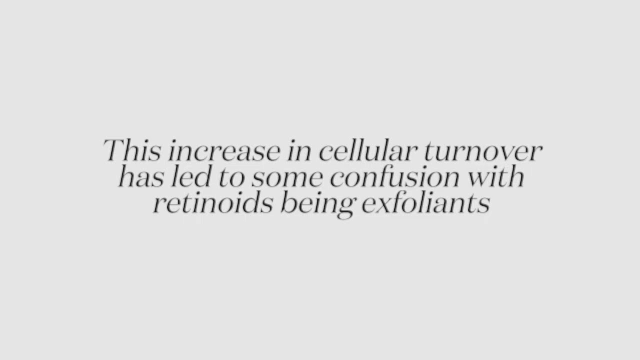 This increase in cellular turnover
has led to some confusion with
retinoids being exfoliants